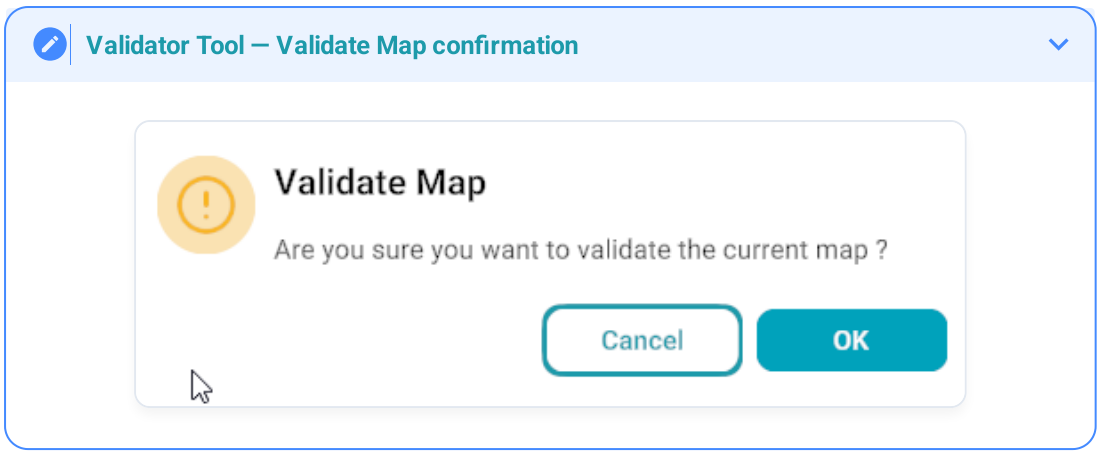 Validator Tool — Validate Map confirmation
Validate Map
Are you sure you want to validate the current map ?
Cancel
OK